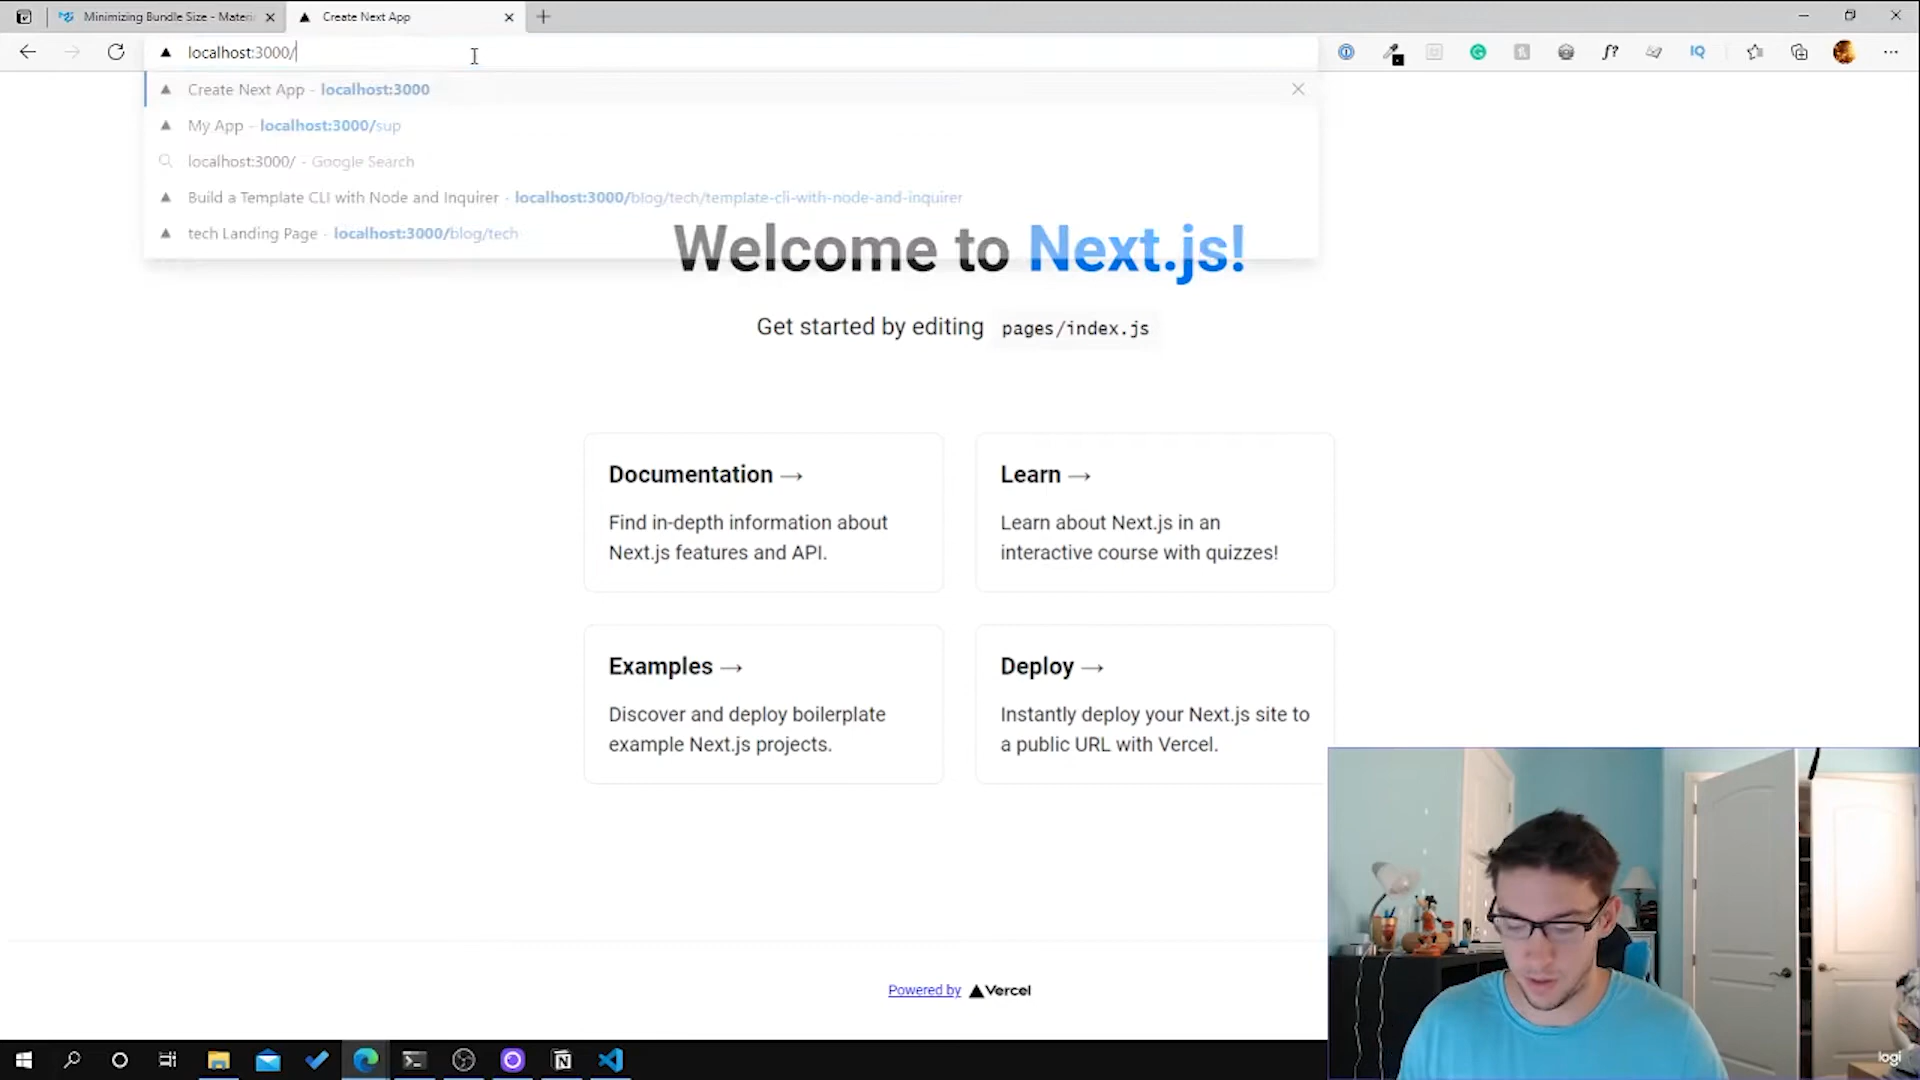 Minimizing Bundle Size - Materi
Create Next App
localhost:3000/
Create Next App - localhost:3000
My App - localhost:3000/sup
localhost:3000/ - Google Search
Build a Template CLI with Node and Inquirer - localhost:3000/blog/tech/template-cli-with-node-and-inquirer
tech Landing Page - localhost:3000/blog/tech
f?
IQ
Welcome to Next.js!
Get started by editing pages/index.js
Documentation →
Find in-depth information about
Next.js features and API.
Learn →
Learn about Next.js in an
interactive course with quizzes!
Examples →
Discover and deploy boilerplate
example Next.js projects.
Deploy →
Instantly deploy your Next.js site to
a public URL with Vercel.
Powered by Vercel
logi